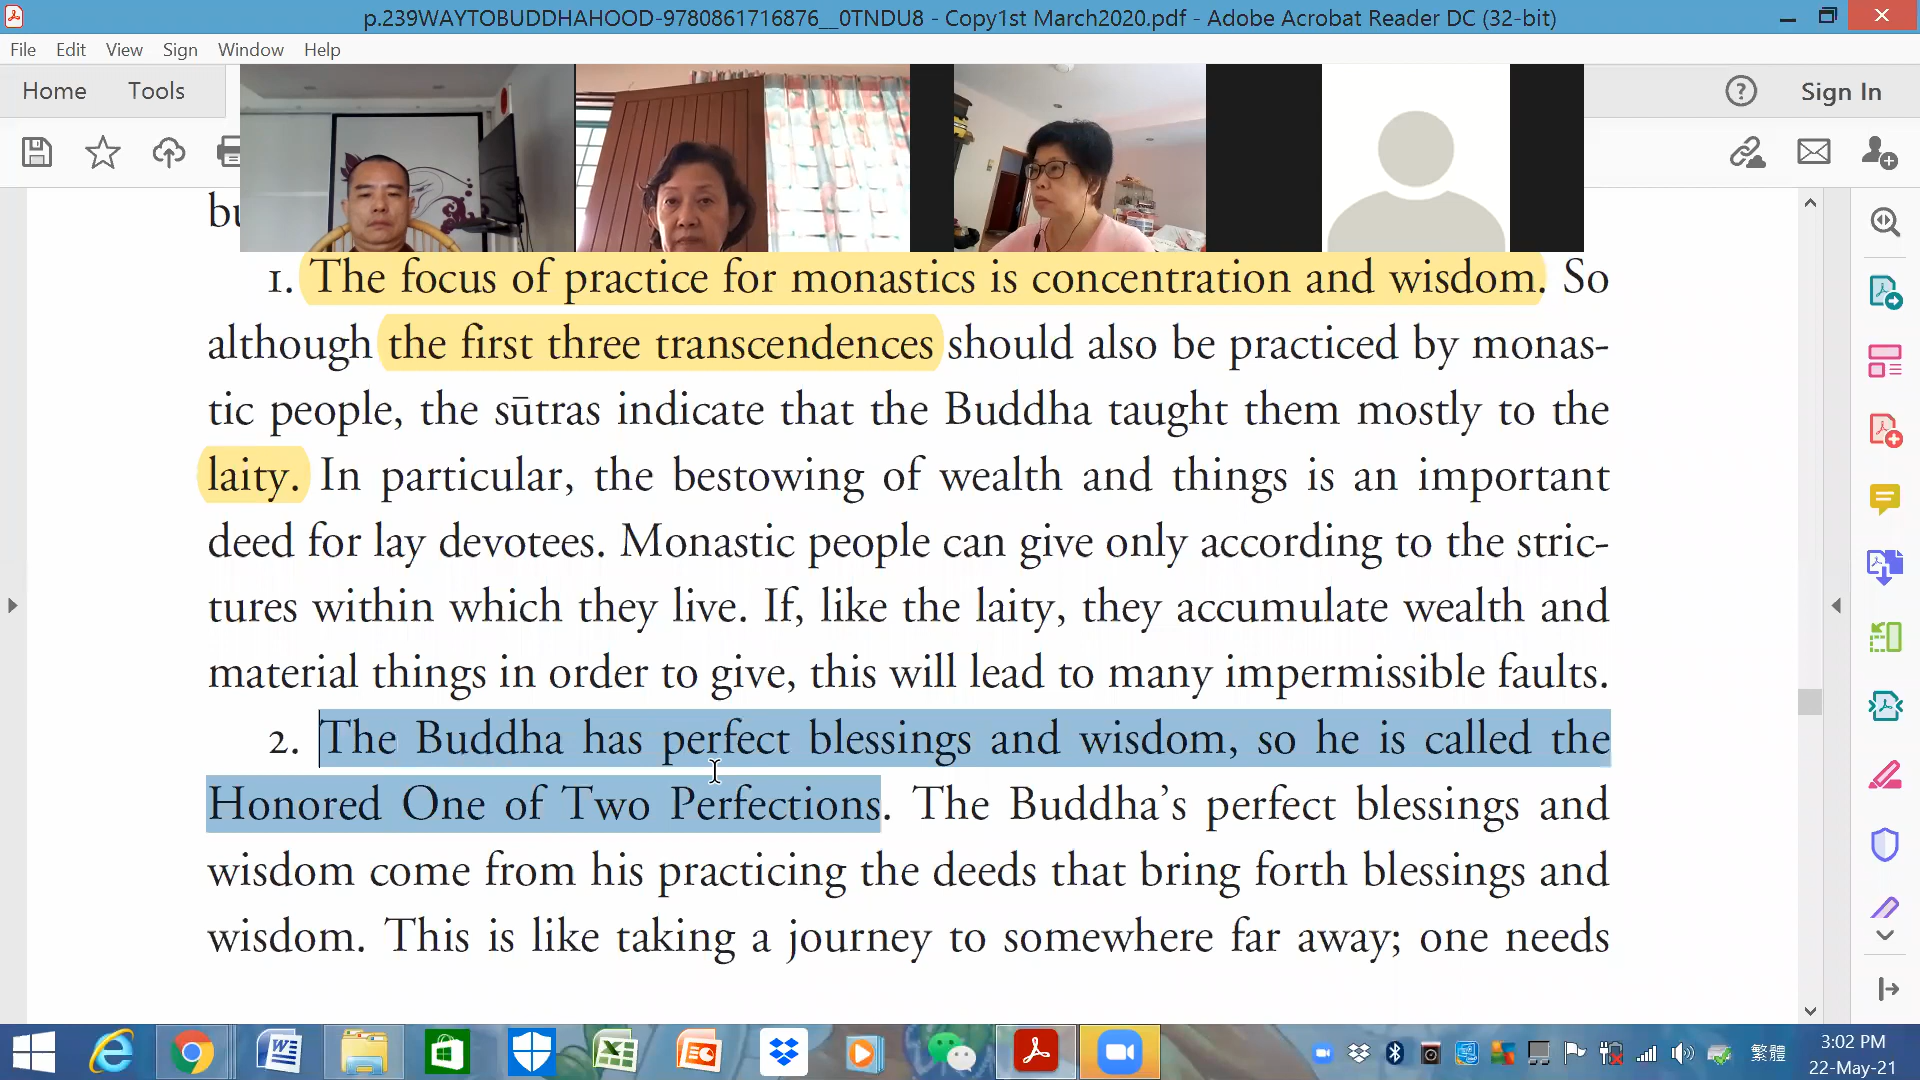 p.239WAYTOBUDDHAHOOD-9780861716876__0TNDU8 - Copy1st March2020.pdf - Adobe Acrobat Reader DC (32-bit)
File Edit View Sign Window Help
Home Tools
Sign In
bu
1. The focus of practice for monastics is concentration and wisdom. So
although the first three transcendences should also be practiced by monas-
tic people, the sūtras indicate that the Buddha taught them mostly to the
laity. In particular, the bestowing of wealth and things is an important
deed for lay devotees. Monastic people can give only according to the stric-
tures within which they live. If, like the laity, they accumulate wealth and
material things in order to give, this will lead to many impermissible faults.
2. The Buddha has perfect blessings and wisdom, so he is called the
Honored One of Two Perfections. The Buddha's perfect blessings and
wisdom come from his practicing the deeds that bring forth blessings and
wisdom. This is like taking a journey to somewhere far away; one needs
繁體
3:02 PM
22-May-21